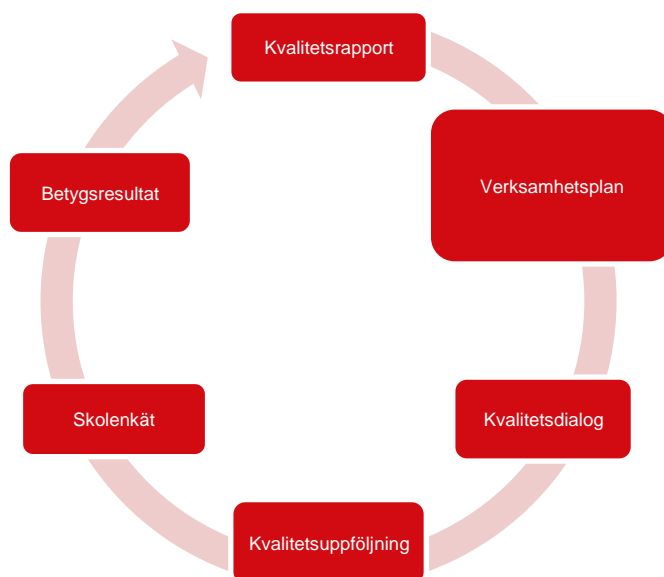 Kvalitetsrapport
Verksamhetsplan
Kvalitetsdialog
Kvalitetsuppföljning
Skolenkät
Betygsresultat